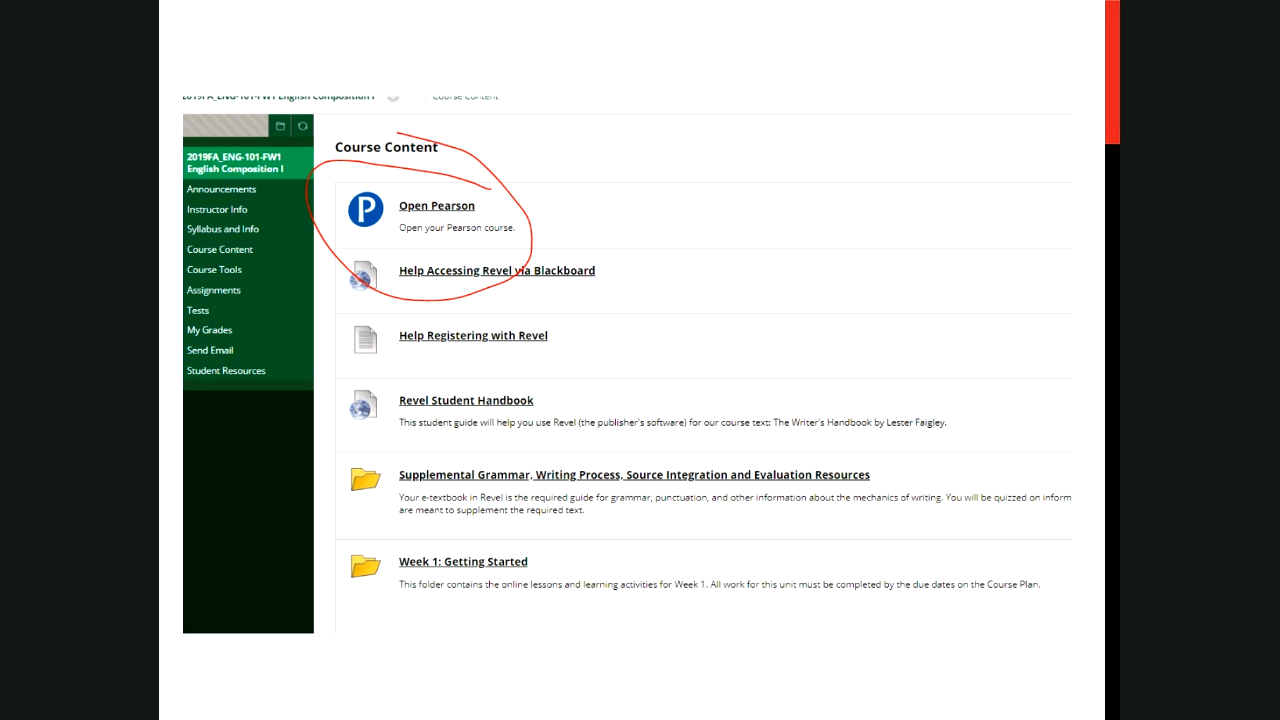 2019FA_ENG-101-FW1 English Composition I
Course Content
2019FA_ENG-101-FW1
English Composition I
Announcements
Instructor Info
Syllabus and Info
Course Content
Course Tools
Assignments
Tests
My Grades
Send Email
Student Resources
Course Content
P
Open Pearson
Open your Pearson course.
Help Accessing Revel via Blackboard
Help Registering with Revel
Revel Student Handbook
This student guide will help you use Revel (the publisher's software) for our course text: The Writer's Handbook by Lester Faigley.
Supplemental Grammar, Writing Process, Source Integration and Evaluation Resources
Your e-textbook in Revel is the required guide for grammar, punctuation, and other information about the mechanics of writing. You will be quizzed on inform
are meant to supplement the required text.
Week 1: Getting Started
This folder contains the online lessons and learning activities for Week 1. All work for this unit must be completed by the due dates on the Course Plan.